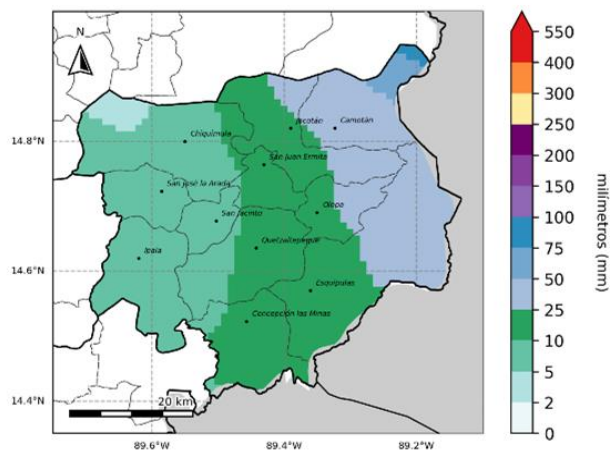 N
14.8°N
14.6°N
14.4°N
89.6°W
89.4°W
89.2°W
Jocotán
Camotán
Chiquimula
San Juan Ermita
San José la Arada
San Jacinto
Olopa
Ipala
Quezaltepeque
Esquipulas
Concepción las Minas
20 km
550
400
300
250
200
150
100
75
50
25
10
5
2
0
milímetros (mm)